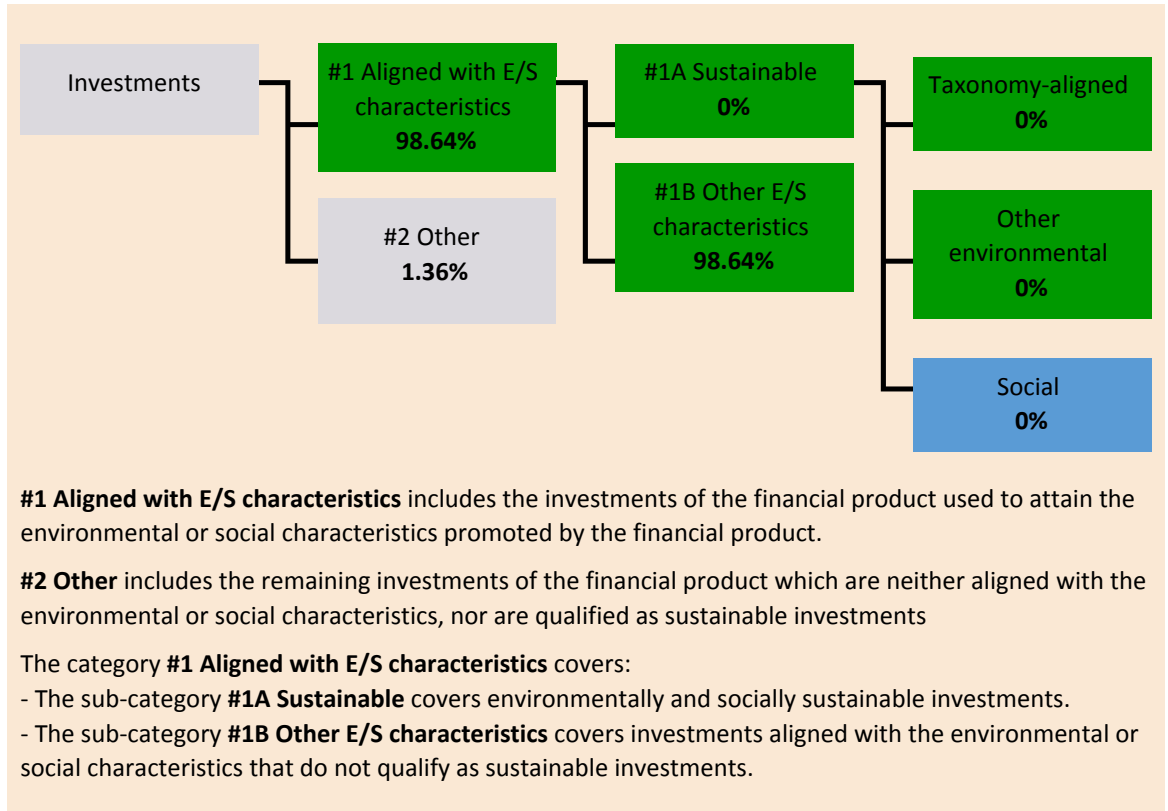 Investments
#1 Aligned with E/S
characteristics
98.64%
#2 Other
1.36%
#1A Sustainable
0%
#1B Other E/S
characteristics
98.64%
Taxonomy-aligned
0%
Other
environmental
0%
Social
0%
#1 Aligned with E/S characteristics includes the investments of the financial product used to attain the
environmental or social characteristics promoted by the financial product.
#2 Other includes the remaining investments of the financial product which are neither aligned with the
environmental or social characteristics, nor are qualified as sustainable investments
The category #1 Aligned with E/S characteristics covers:
- The sub-category #1A Sustainable covers environmentally and socially sustainable investments.
- The sub-category #1B Other E/S characteristics covers investments aligned with the environmental or
social characteristics that do not qualify as sustainable investments.